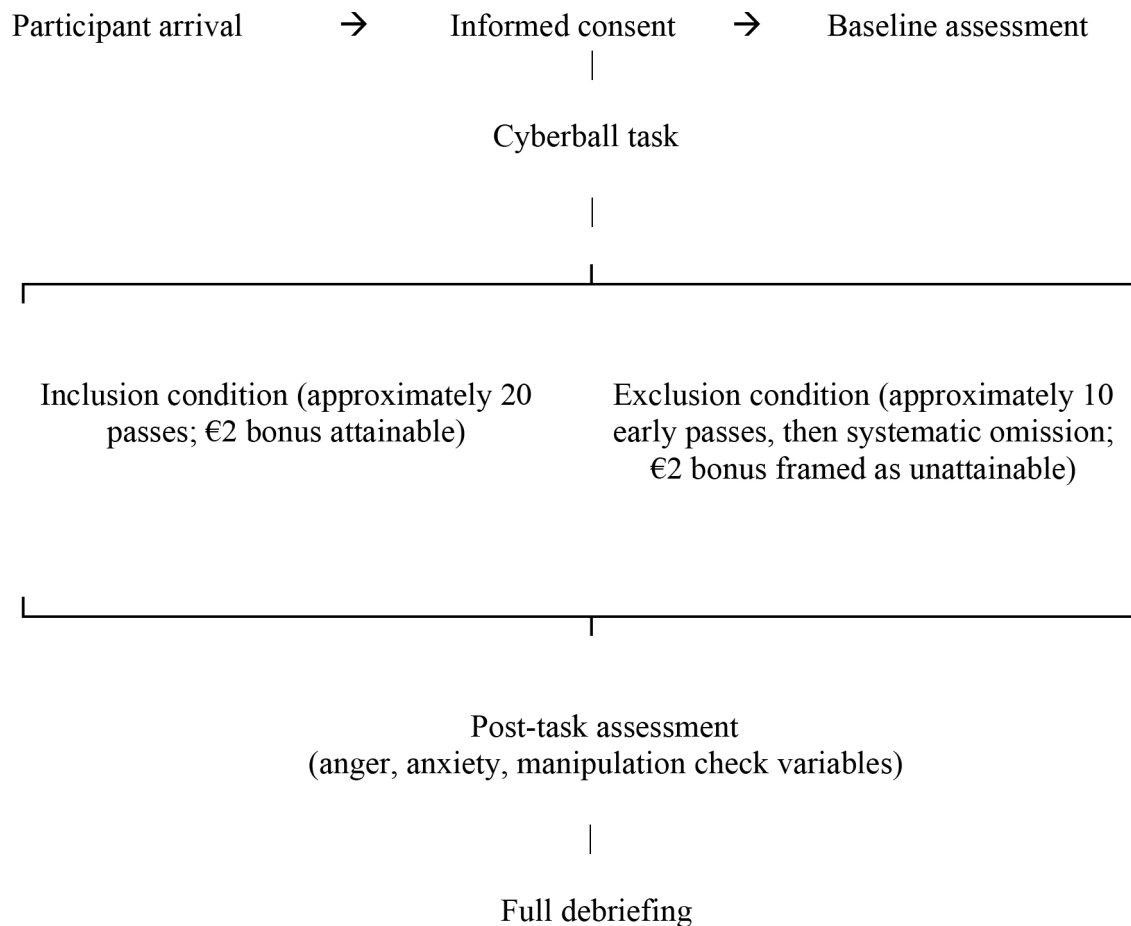 Participant arrival → Informed consent → Baseline assessment
Cyberball task
Inclusion condition (approximately 20
passes; €2 bonus attainable)
Exclusion condition (approximately 10
early passes, then systematic omission;
€2 bonus framed as unattainable)
Post-task assessment
(anger, anxiety, manipulation check variables)
Full debriefing